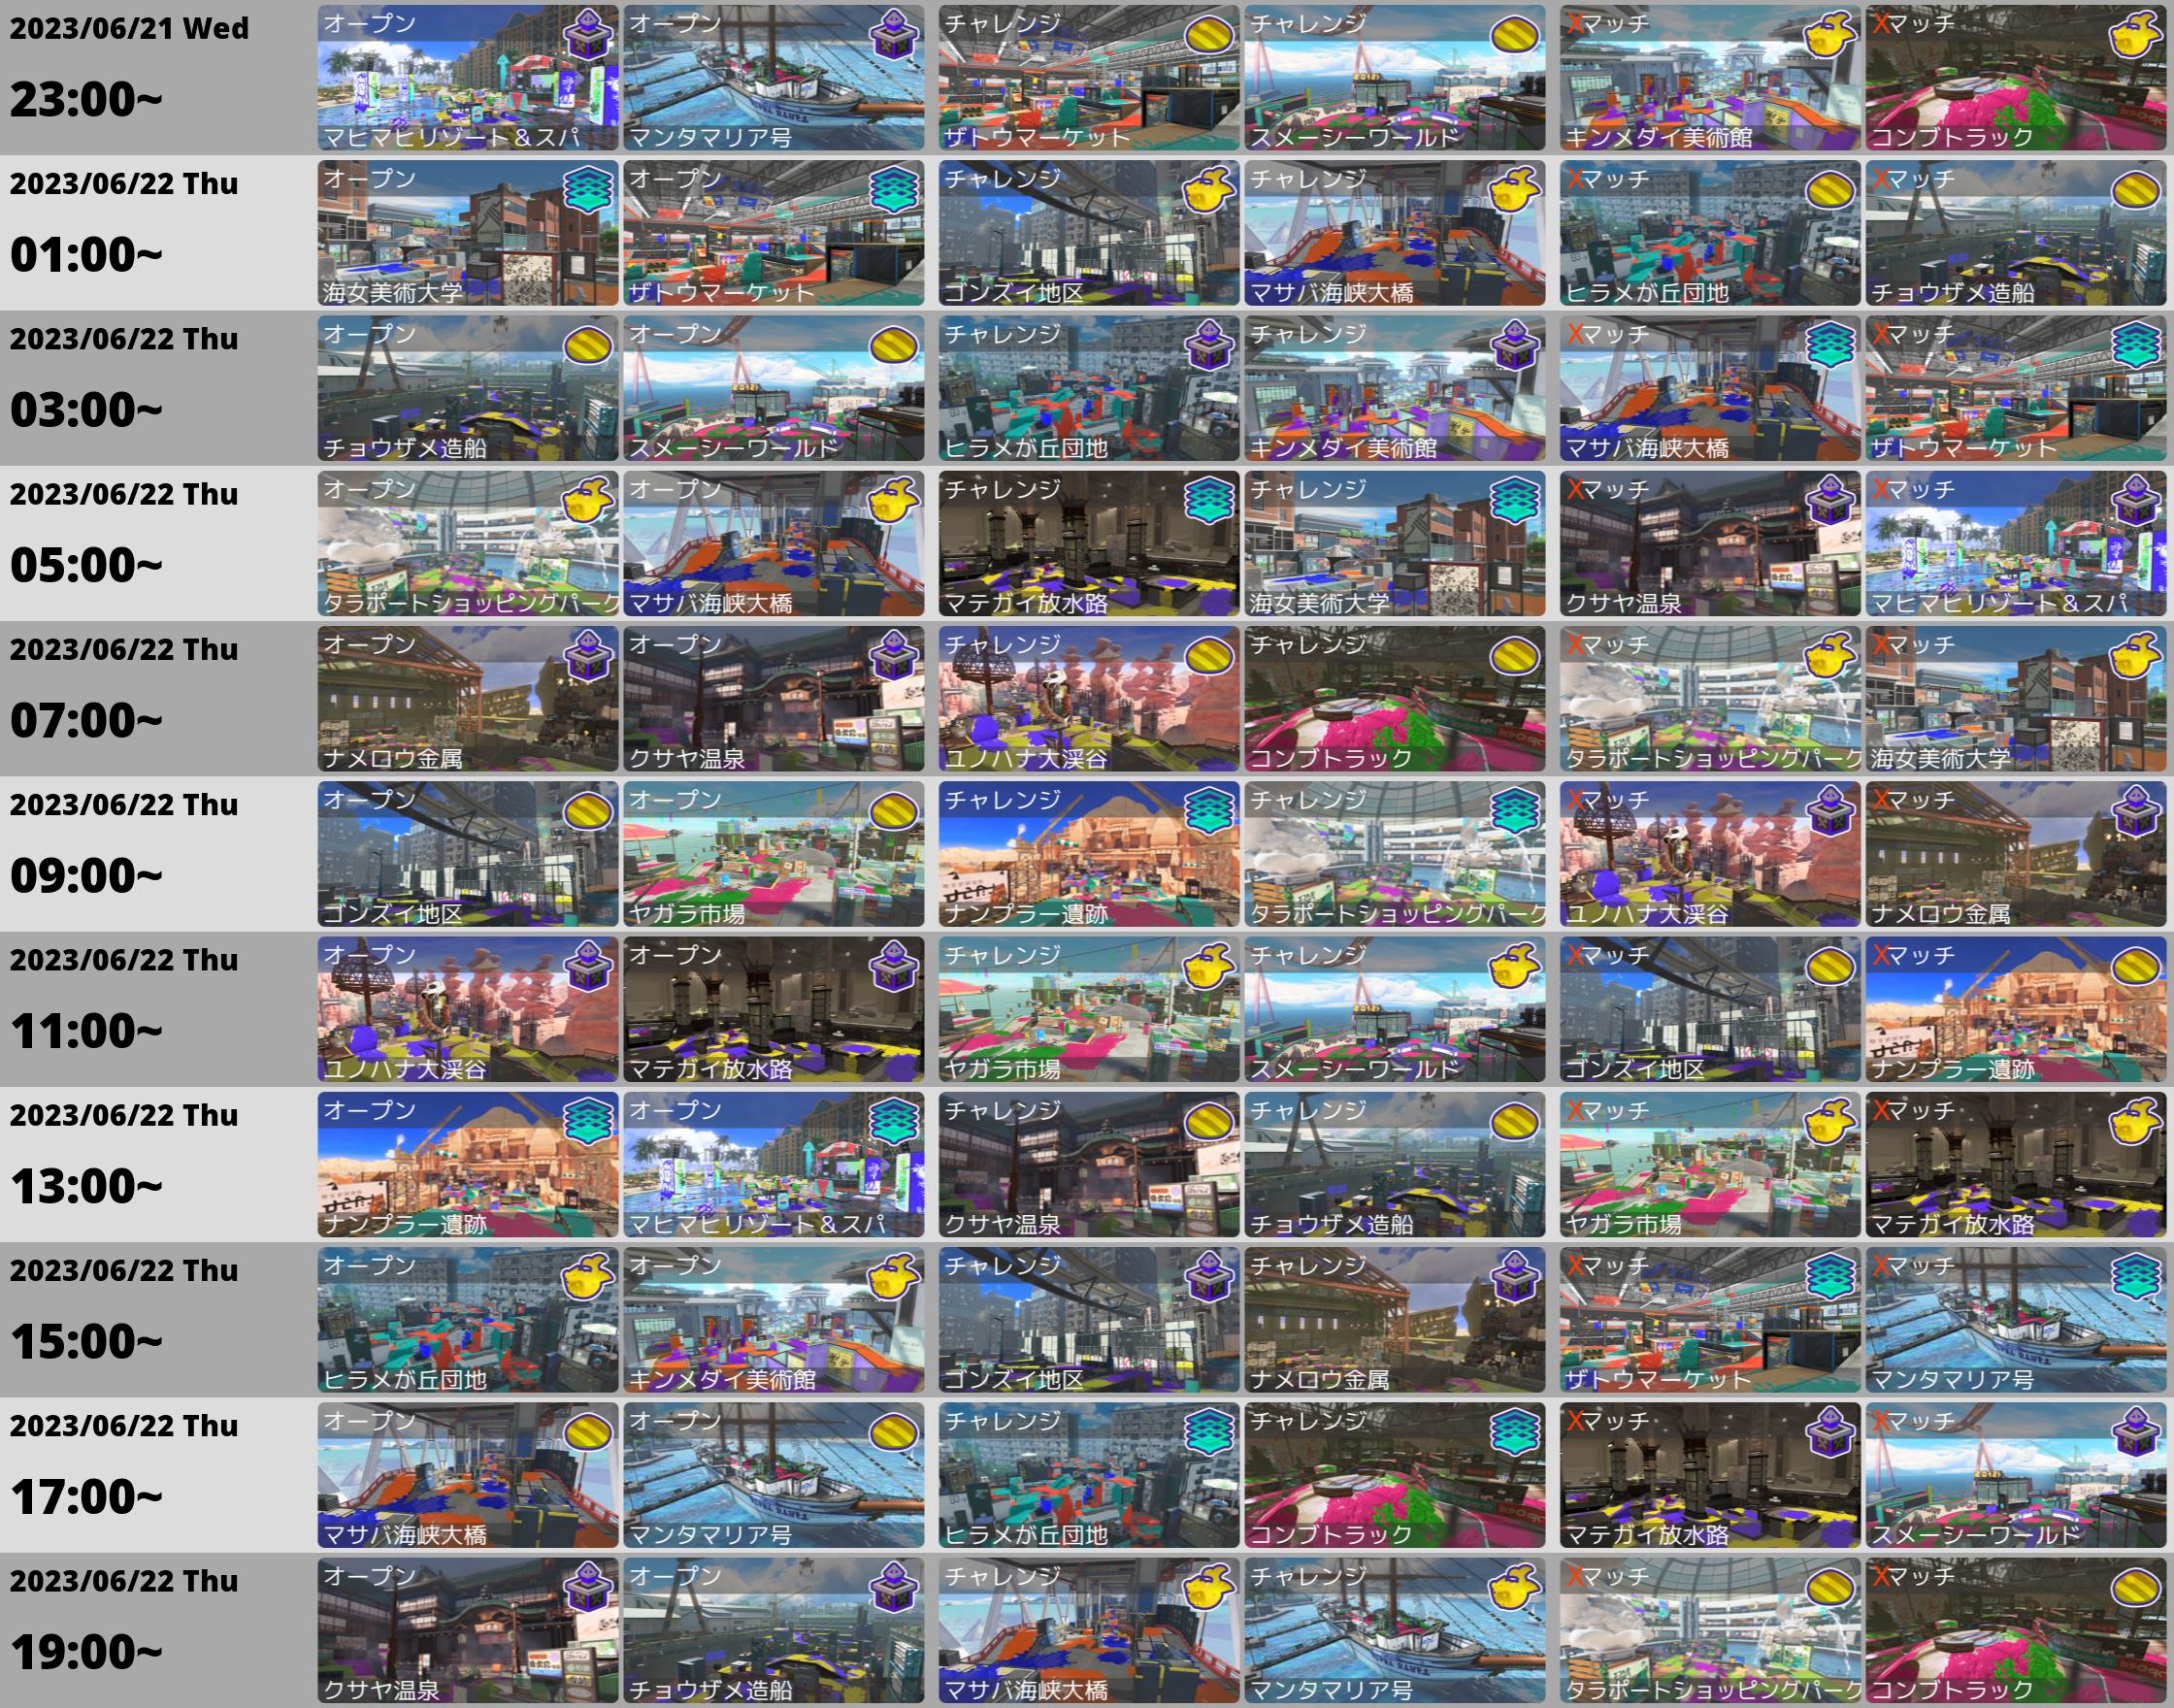 2023/06/21 Wed
23:00~
オープン
マヒマヒリゾート＆スパ
オープン
マンタマリア号
チャレンジ
ザトウマーケット
チャレンジ
スメーシーワールド
Xマッチ
キンメダイ美術館
Xマッチ
コンブトラック
2023/06/22 Thu
01:00~
オープン
海女美術大学
オープン
ザトウマーケット
チャレンジ
ゴンズイ地区
チャレンジ
マサバ海峡大橋
Xマッチ
ヒラメが丘団地
Xマッチ
チョウザメ造船
2023/06/22 Thu
03:00~
オープン
チョウザメ造船
オープン
スメーシーワールド
チャレンジ
ヒラメが丘団地
チャレンジ
キンメダイ美術館
Xマッチ
マサバ海峡大橋
Xマッチ
ザトウマーケット
2023/06/22 Thu
05:00~
オープン
タラポートショッピングパーク
オープン
マサバ海峡大橋
チャレンジ
マテガイ放水路
チャレンジ
海女美術大学
Xマッチ
クサヤ温泉
Xマッチ
マヒマヒリゾート＆スパ
2023/06/22 Thu
07:00~
オープン
ナメロウ金属
オープン
クサヤ温泉
チャレンジ
ユノハナ大渓谷
チャレンジ
コンブトラック
Xマッチ
タラポートショッピングパーク
Xマッチ
海女美術大学
2023/06/22 Thu
09:00~
オープン
ゴンズイ地区
オープン
ヤガラ市場
チャレンジ
ナンプラー遺跡
チャレンジ
タラポートショッピングパーク
Xマッチ
ユノハナ大渓谷
Xマッチ
ナメロウ金属
2023/06/22 Thu
11:00~
オープン
ユノハナ大渓谷
オープン
マテガイ放水路
チャレンジ
ヤガラ市場
チャレンジ
スメーシーワールド
Xマッチ
ゴンズイ地区
Xマッチ
ナンプラー遺跡
2023/06/22 Thu
13:00~
オープン
ナンプラー遺跡
オープン
マヒマヒリゾート＆スパ
チャレンジ
クサヤ温泉
チャレンジ
チョウザメ造船
Xマッチ
ヤガラ市場
Xマッチ
マテガイ放水路
2023/06/22 Thu
15:00~
オープン
ヒラメが丘団地
オープン
キンメダイ美術館
チャレンジ
ゴンズイ地区
チャレンジ
ナメロウ金属
Xマッチ
ザトウマーケット
Xマッチ
マンタマリア号
2023/06/22 Thu
17:00~
オープン
マサバ海峡大橋
オープン
マンタマリア号
チャレンジ
ヒラメが丘団地
チャレンジ
コンブトラック
Xマッチ
マテガイ放水路
Xマッチ
スメーシーワールド
2023/06/22 Thu
19:00~
オープン
クサヤ温泉
オープン
チョウザメ造船
チャレンジ
マサバ海峡大橋
チャレンジ
マンタマリア号
Xマッチ
タラポートショッピングパーク
Xマッチ
コンブトラック